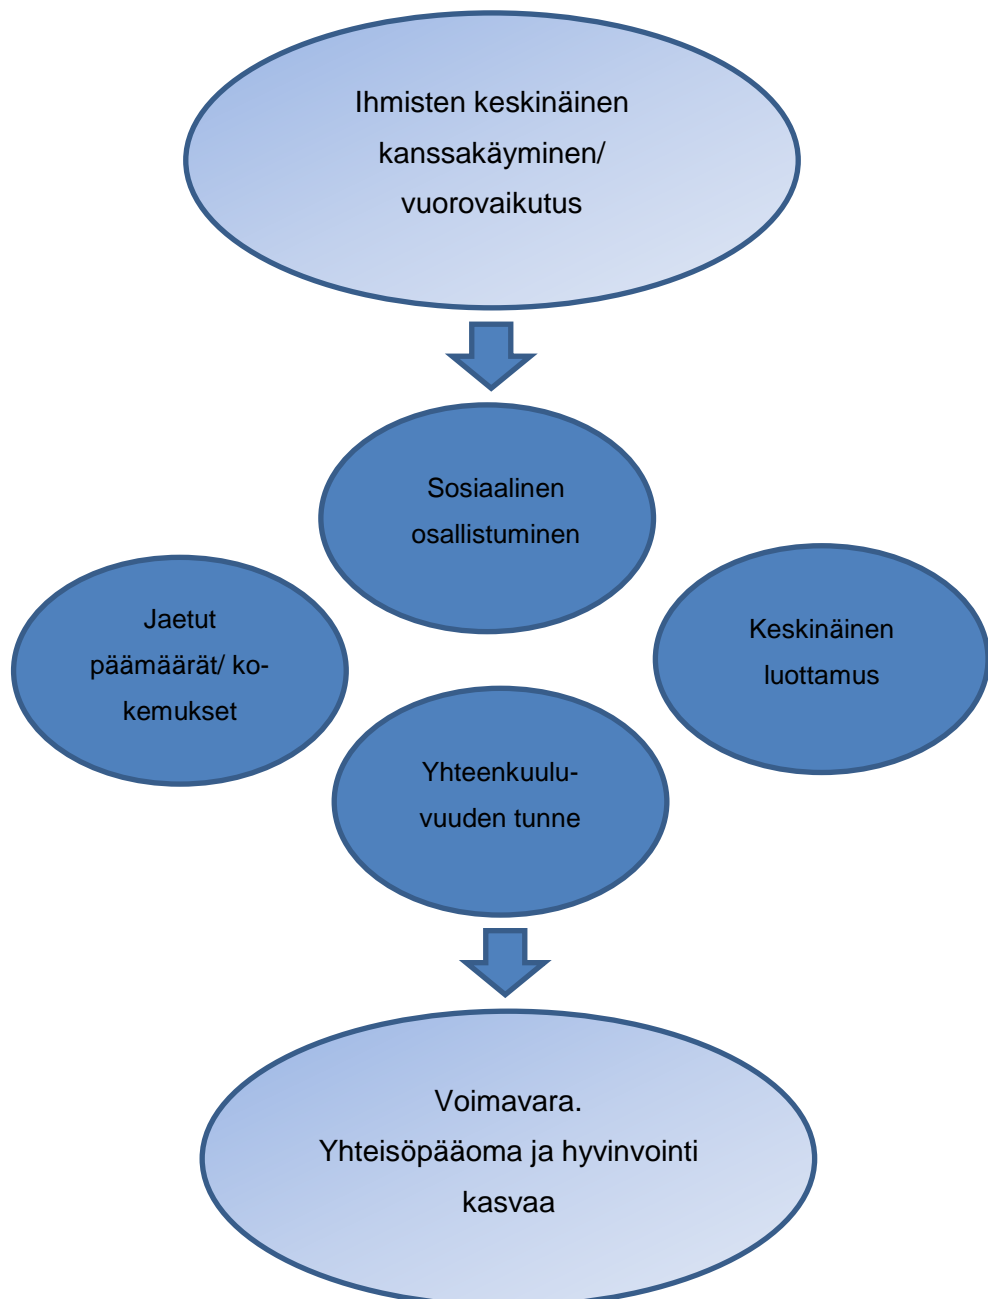 Ihmisten keskinäinen
kanssakäyminen/
vuorovaikutus
Sosiaalinen
osallistuminen
Jaetut
päämäärät/ ko-
kemukset
Keskinäinen
luottamus
Yhteenkuulu-
vuuden tunne
Voimavara.
Yhteisöpääoma ja hyvinvointi
kasvaa